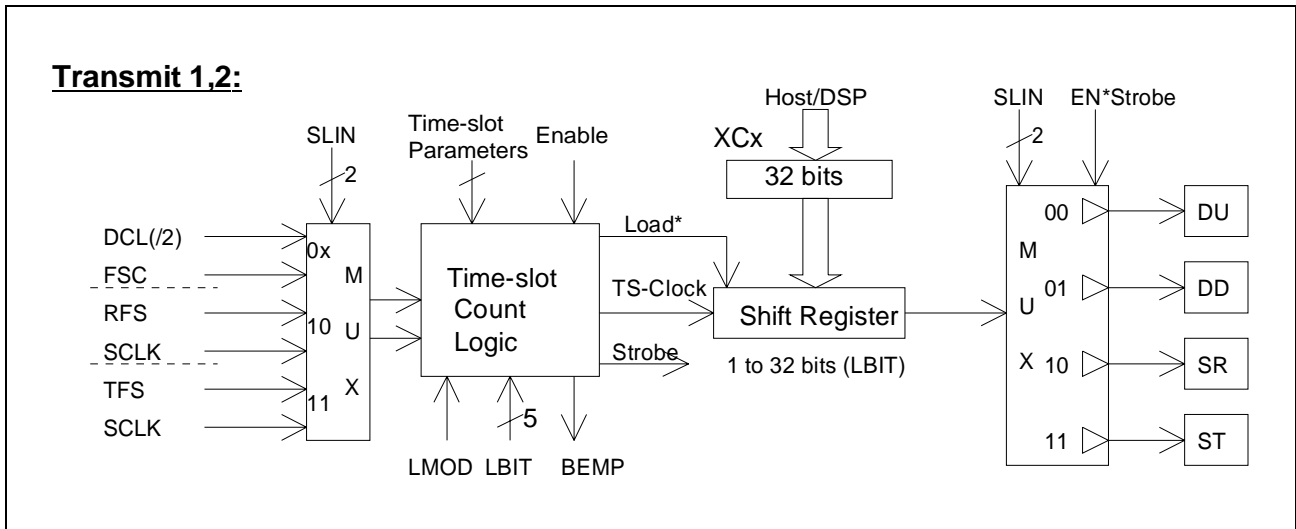 Transmit 1,2:
SLIN
2
Time-slot
Parameters
Enable
Host/DSP
XCx
32 bits
SLIN
2
EN*Strobe
DCL(/2)
FSC
RFS
SCLK
TFS
SCLK
0x
10
11
M
U
X
Time-slot
Count
Logic
Load*
TS-Clock
Strobe
Shift Register
1 to 32 bits (LBIT)
5
LMOD
LBIT
BEMP
M
U
X
00
01
10
11
DU
DD
SR
ST